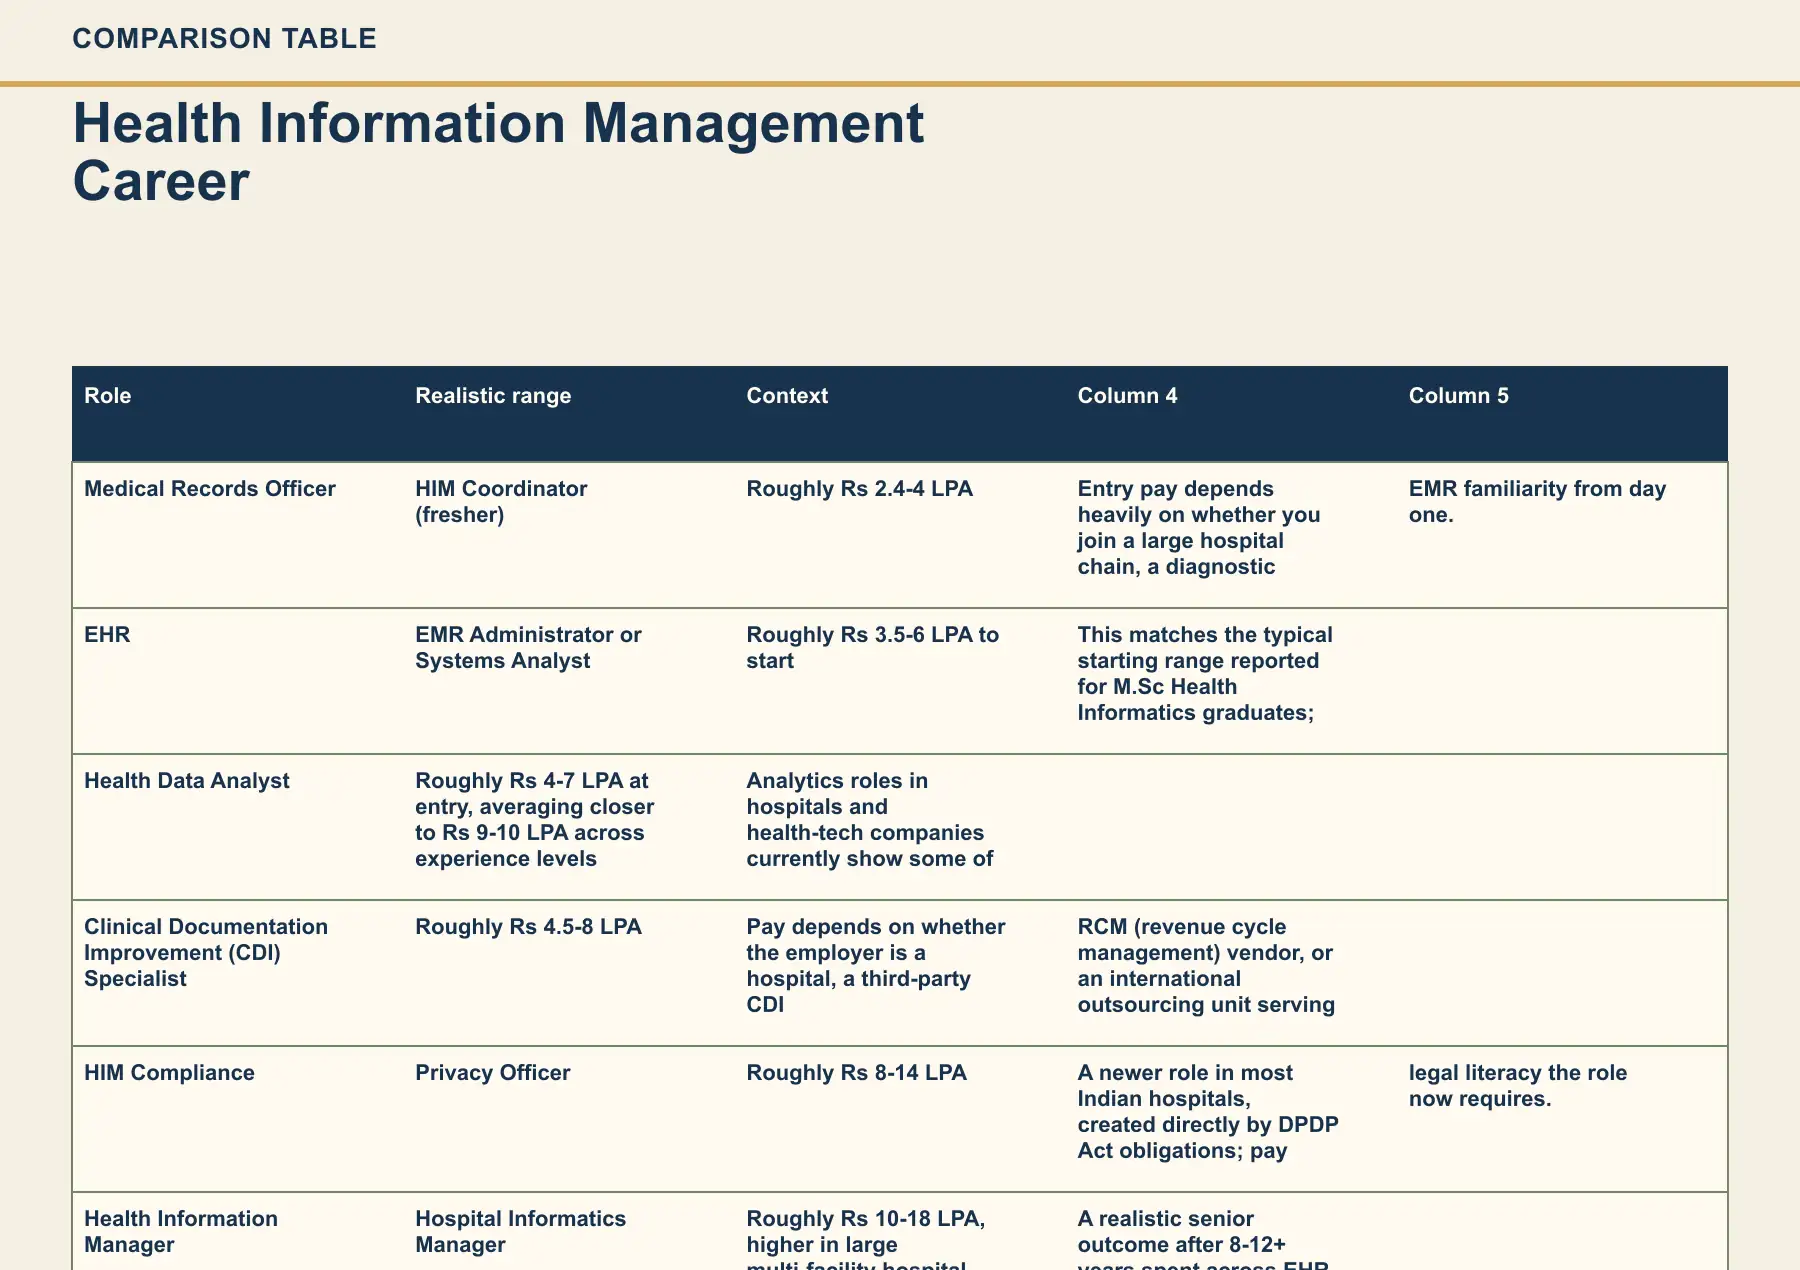 COMPARISON TABLE
Health Information Management
Career
Role
Realistic range
Context
Column 4
Column 5
Medical Records Officer
HIM Coordinator
(fresher)
Roughly Rs 2.4-4 LPA
Entry pay depends
heavily on whether you
join a large hospital
chain, a diagnostic
EMR familiarity from day
one.
EHR
EMR Administrator or
Systems Analyst
Roughly Rs 3.5-6 LPA to
start
This matches the typical
starting range reported
for M.Sc Health
Informatics graduates;
Health Data Analyst
Roughly Rs 4-7 LPA at
entry, averaging closer
to Rs 9-10 LPA across
experience levels
Analytics roles in
hospitals and
health-tech companies
currently show some of
Clinical Documentation
Improvement (CDI)
Specialist
Roughly Rs 4.5-8 LPA
Pay depends on whether
the employer is a
hospital, a third-party
CDI
RCM (revenue cycle
management) vendor, or
an international
outsourcing unit serving
HIM Compliance
Privacy Officer
Roughly Rs 8-14 LPA
A newer role in most
Indian hospitals,
created directly by DPDP
Act obligations; pay
legal literacy the role
now requires.
Health Information
Manager
Hospital Informatics
Manager
Roughly Rs 10-18 LPA,
higher in large
multi-facility hospital
A realistic senior
outcome after 8-12+
years spent across EHR